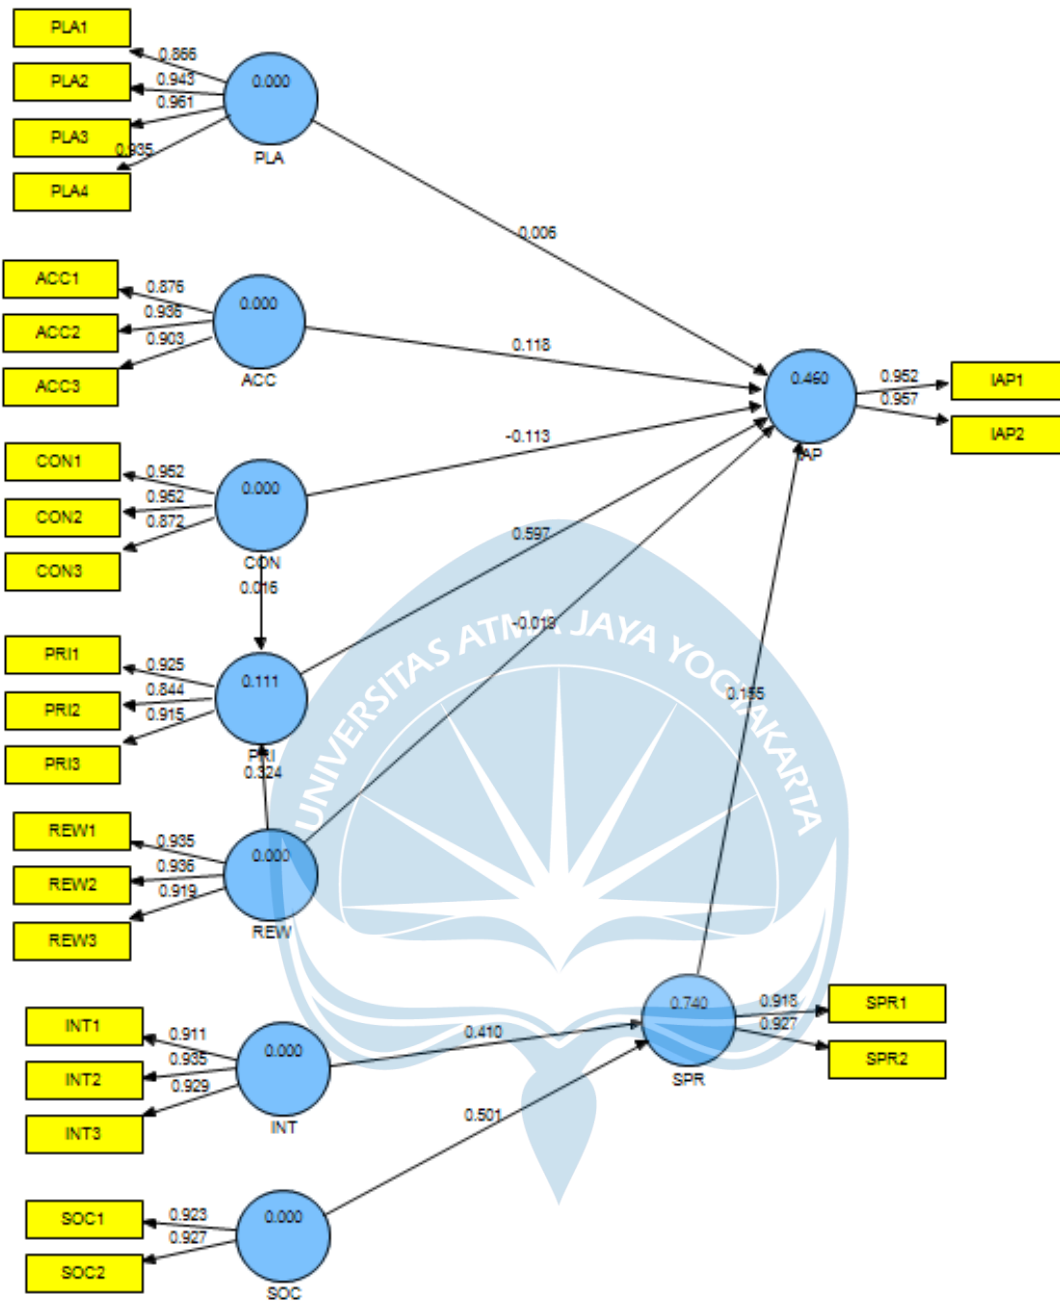 PLA1
0.866
PLA2
0.943
0.961
PLA3
0.935
PLA4
0.000
PLA
0.006
ACC1
0.876
ACC2
0.936
0.903
ACC3
0.000
ACC
0.118
0.460
IAP
0.952
IAP1
0.957
IAP2
CON1
0.952
CON2
0.952
0.872
CON3
0.000
CON
-0.113
0.016
0.597
PRI1
0.925
PRI2
0.844
0.915
PRI3
0.111
PRI
0.324
-0.019
0.155
UNIVERSITAS ATMA JAYA YOGYAKARTA
REW1
0.935
REW2
0.936
0.919
REW3
0.000
REW
INT1
0.911
INT2
0.935
0.929
INT3
0.000
INT
0.410
0.740
SPR
0.918
SPR1
0.927
SPR2
0.501
SOC1
0.923
SOC2
0.927
0.000
SOC